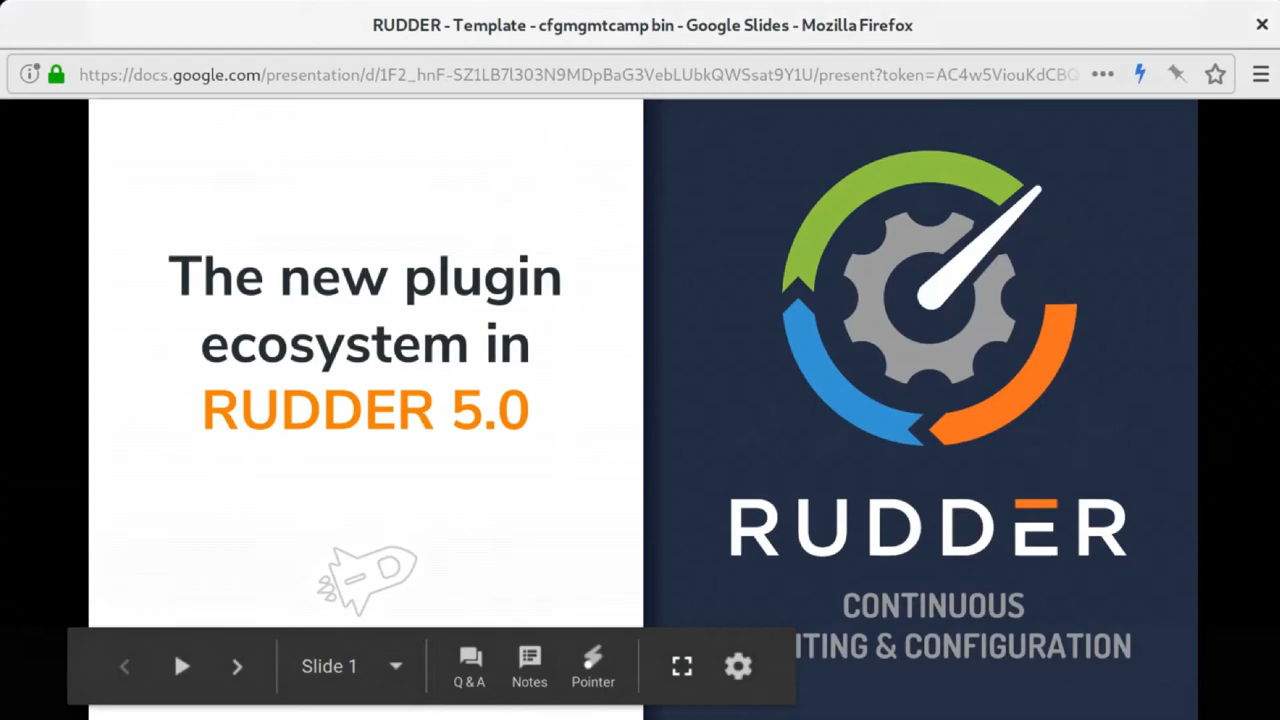 RUDDER - Template - cfgmgmtcamp bin - Google Slides - Mozilla Firefox
https://docs.google.com/presentation/d/1F2_hnF-SZ1LB7l303N9MDpBaG3VebLUbkQWSsat9Y1U/present?token=AC4w5ViouKdCBQ
The new plugin
ecosystem in
RUDDER 5.0
RUDDER
CONTINUOUS
ITING & CONFIGURATION
Slide 1
Q & A
Notes
Pointer